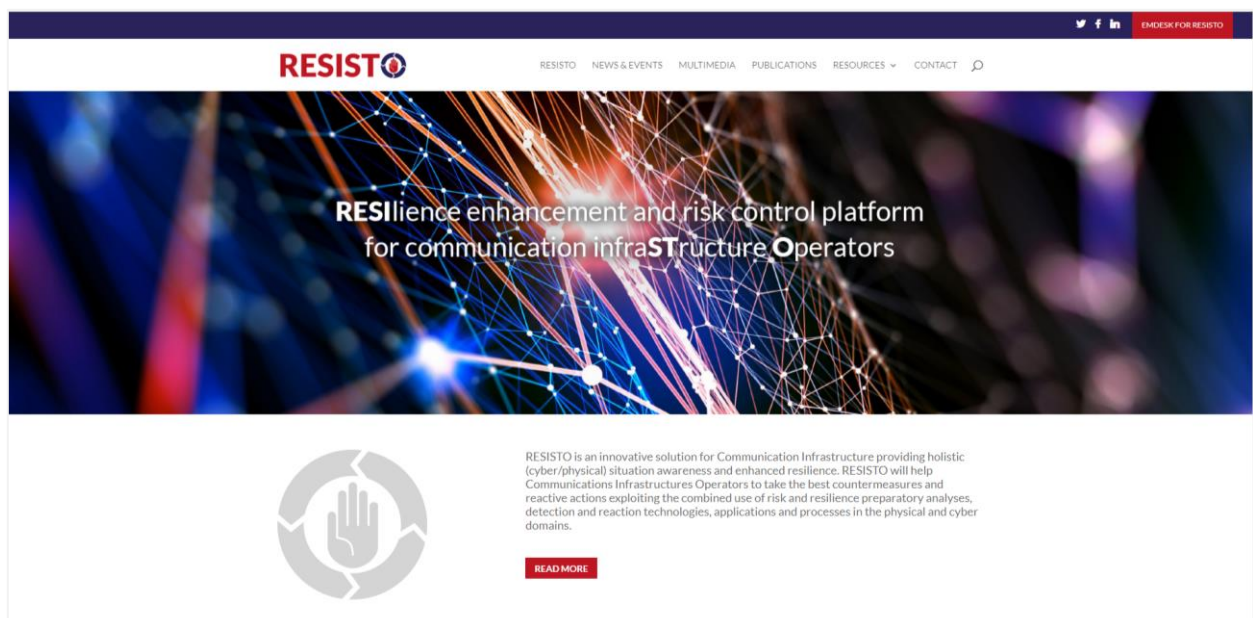 EMDESK FOR RESISTO
RESISTO
RESISTO NEWS & EVENTS MULTIMEDIA PUBLICATIONS RESOURCES CONTACT
RESIlience enhancement and risk control platform
for communication infraSTructure Operators
RESISTO is an innovative solution for Communication Infrastructure providing holistic
(cyber/physical) situation awareness and enhanced resilience. RESISTO will help
Communications Infrastructures Operators to take the best countermeasures and
reactive actions exploiting the combined use of risk and resilience preparatory analyses,
detection and reaction technologies, applications and processes in the physical and cyber
domains.
READ MORE